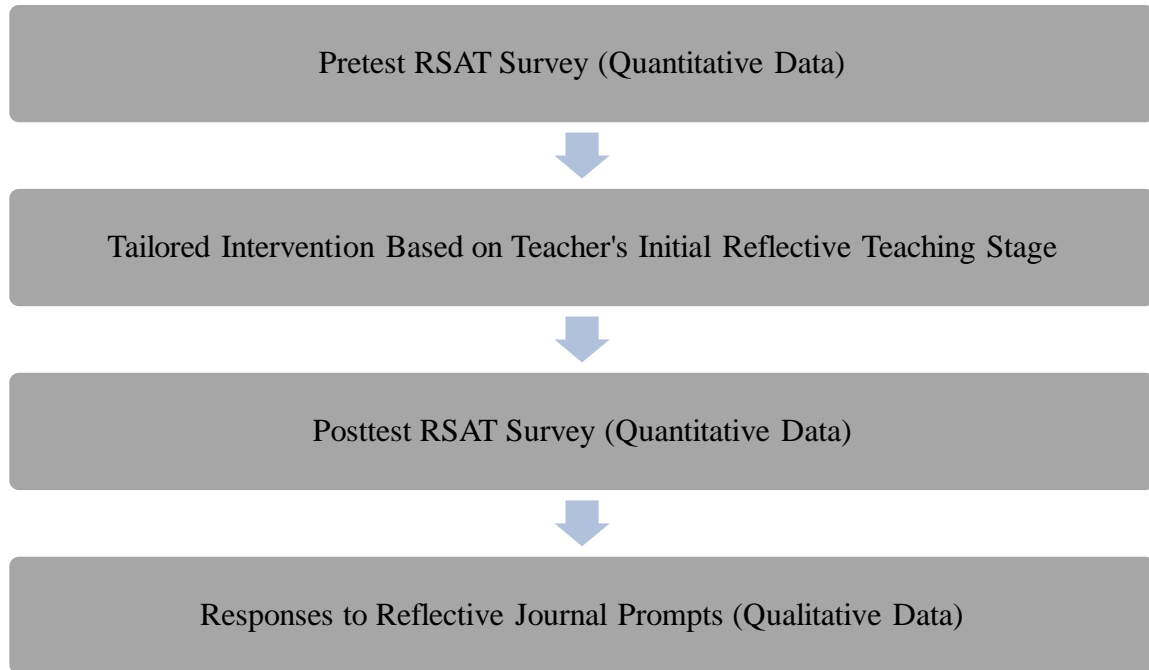 Pretest RSAT Survey (Quantitative Data)
Tailored Intervention Based on Teacher's Initial Reflective Teaching Stage
Posttest RSAT Survey (Quantitative Data)
Responses to Reflective Journal Prompts (Qualitative Data)